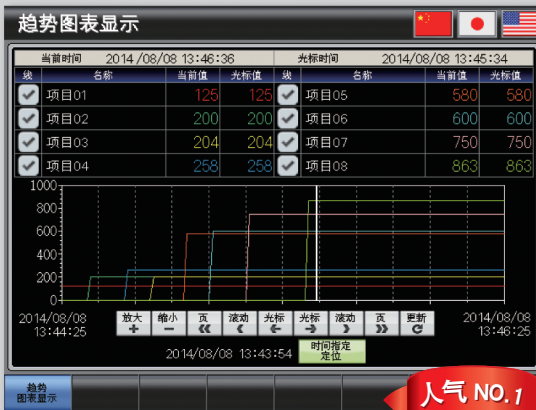 趋势图表显示
当前时间 2014/08/08 13:46:36 光标时间 2014/08/08 13:45:34
线 名称 当前值 光标值 线 名称 当前值 光标值
项目01 125 125 项目05 580 580
项目02 200 200 项目06 600 600
项目03 204 204 项目07 750 750
项目04 258 258 项目08 863 863
1000
800
600
400
200
0
2014/08/08 13:44:25
放大 缩小 页 滚动 光标 光标 滚动 页 更新
2014/08/08 13:46:25
2014/08/08 13:43:54
时间指定
定位
趋势
图表显示
人气 NO.1